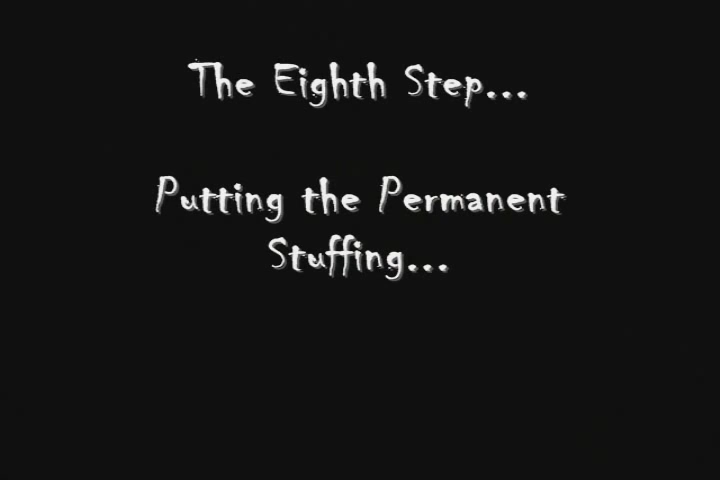 The Eighth Step...
Putting the Permanent
Stuffing...